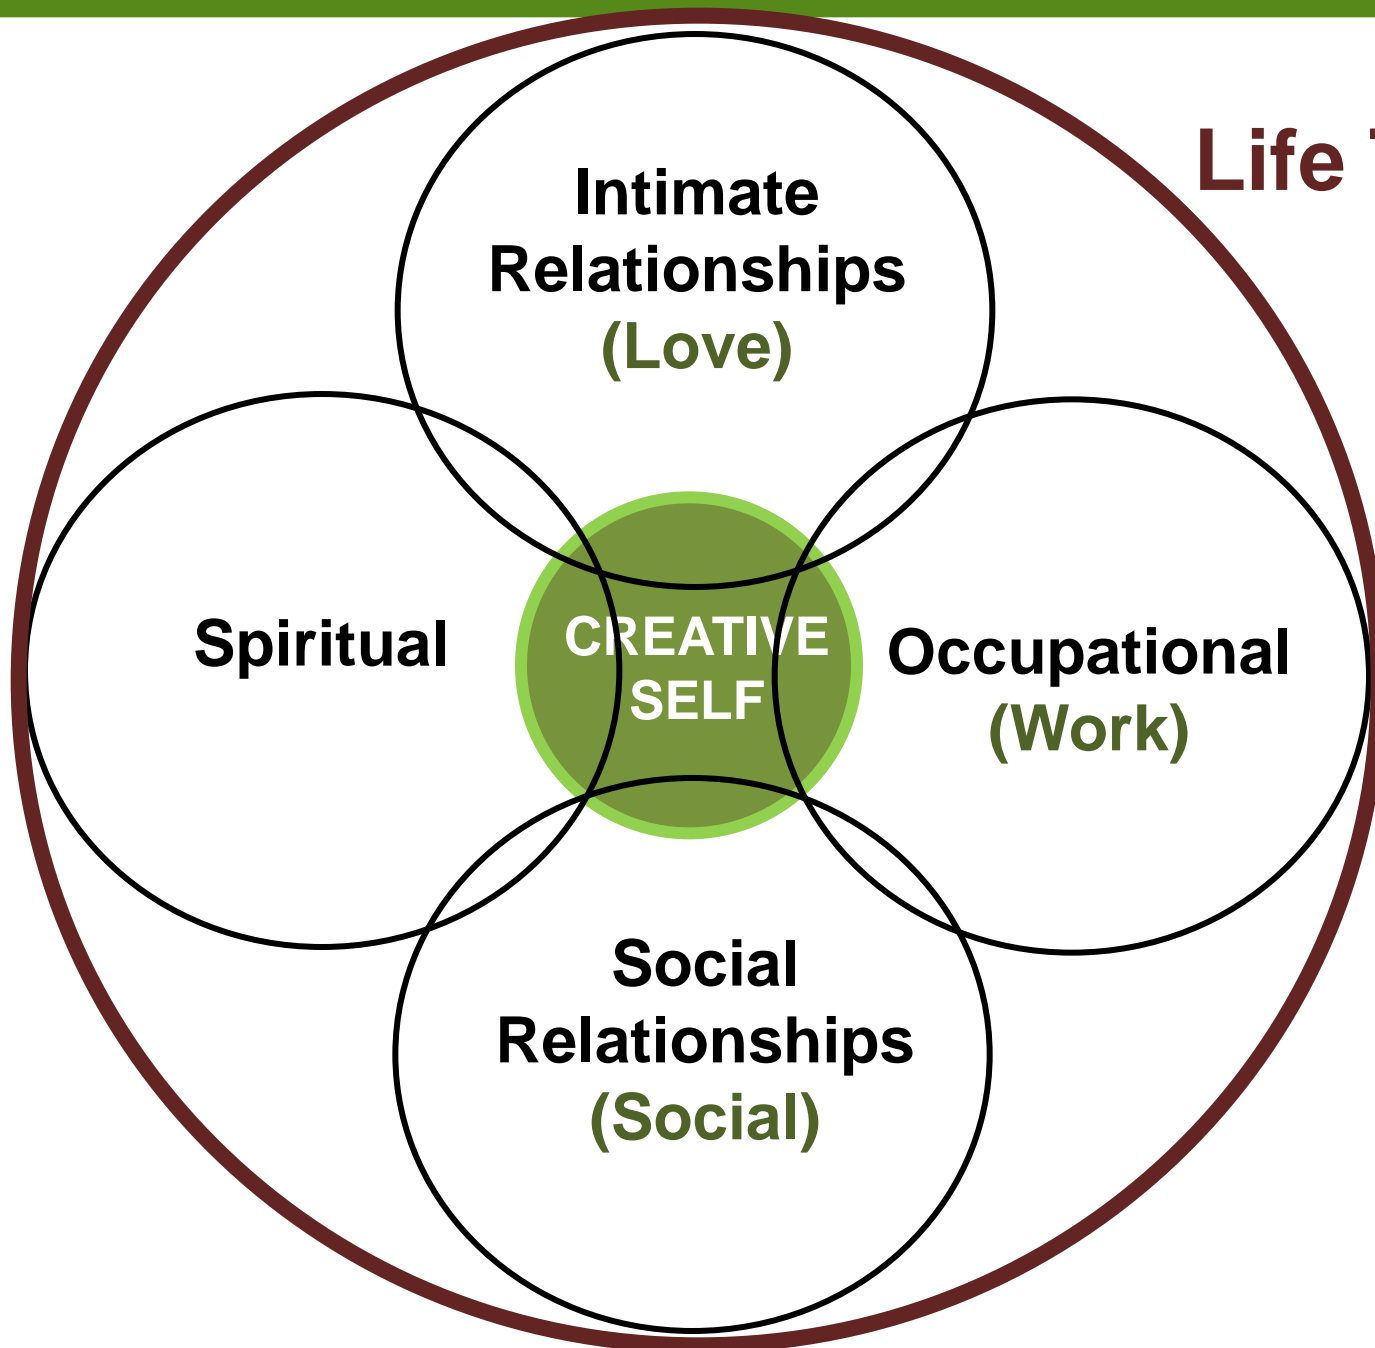 Life
Intimate
Relationships
(Love)
Spiritual
CREATIVE
SELF
Occupational
(Work)
Social
Relationships
(Social)